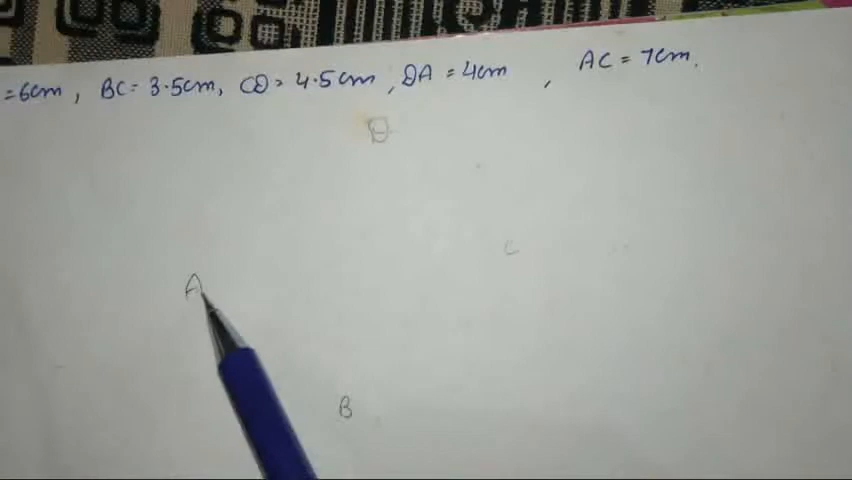 =6cm, BC= 3.5cm, CD= 4.5cm, DA = 4cm, AC= 7cm.
D
C
A
B